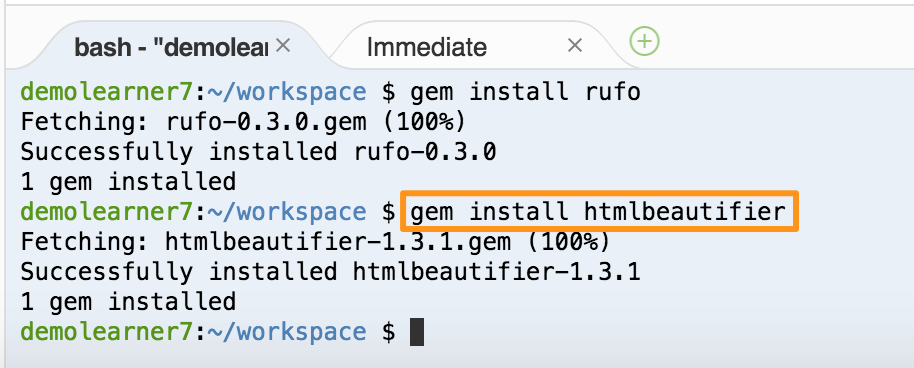 bash - "demolear
Immediate
demolearner7:~/workspace $ gem install rufo
Fetching: rufo-0.3.0.gem (100%)
Successfully installed rufo-0.3.0
1 gem installed
demolearner7:~/workspace $ gem install htmlbeautifier
Fetching: htmlbeautifier-1.3.1.gem (100%)
Successfully installed htmlbeautifier-1.3.1
1 gem installed
demolearner7:~/workspace $